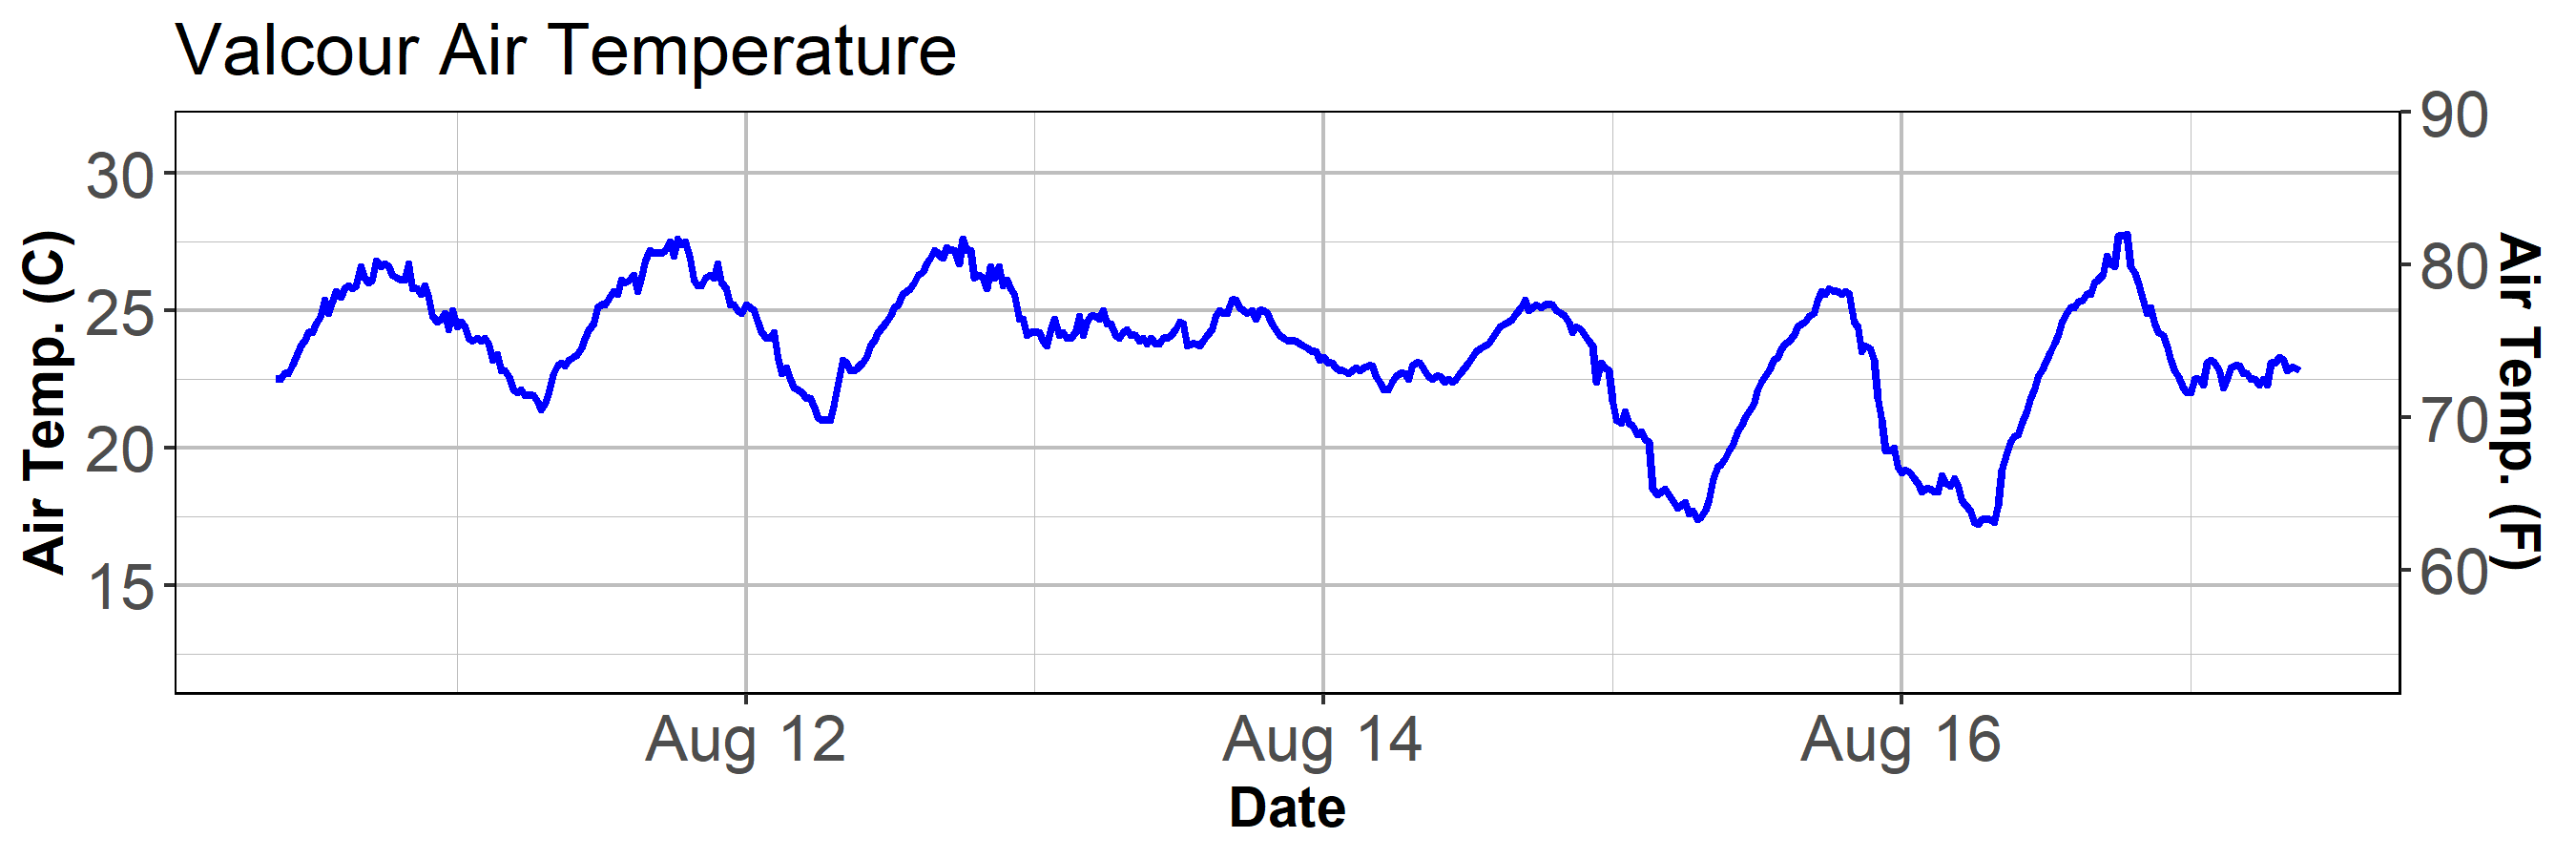 Valcour Air Temperature
Air Temp. (C)
30
25
20
15
90
80
70
60
Air Temp. (F)
Aug 12
Aug 14
Aug 16
Date